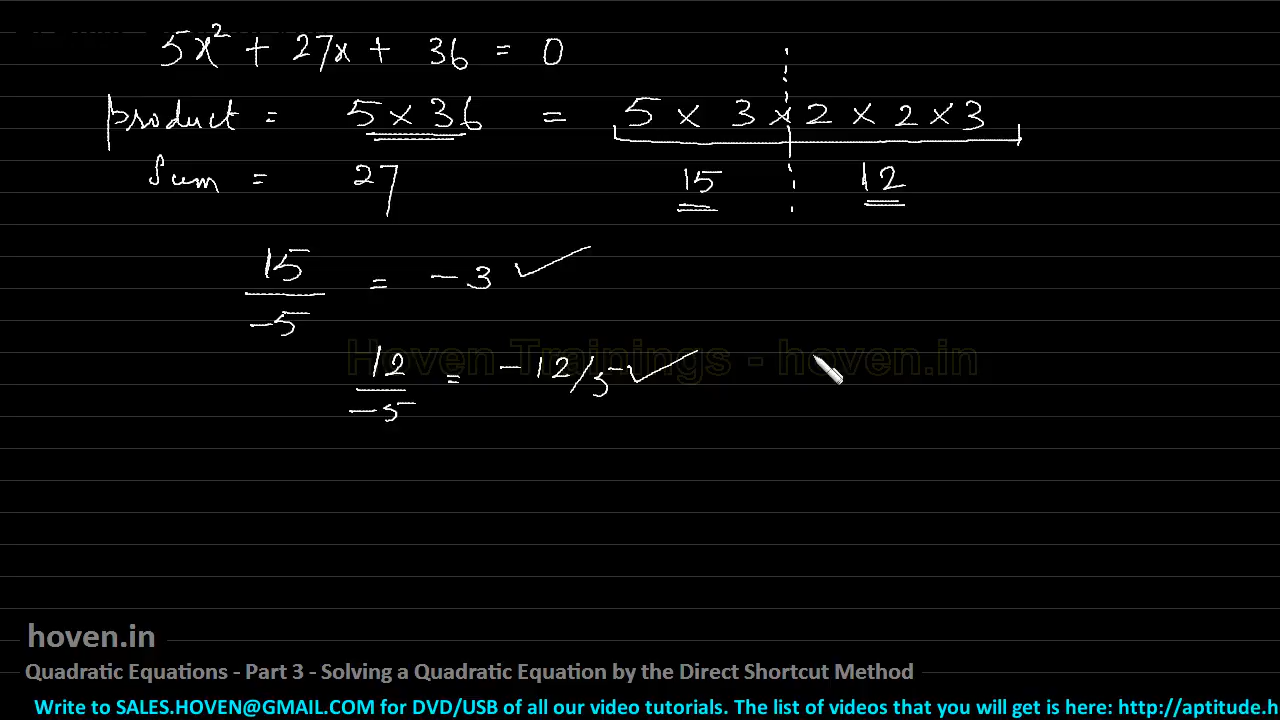 5x² + 27x + 36 = 0
product = 5 × 36 = 5 × 3 × 2 × 2 × 3
Sum = 27 15 12
15
/ -5 = -3 ✓
12
/ -5 = -12/5 ✓
Hoven Trainings - hoven.in
hoven.in
Quadratic Equations - Part 3 - Solving a Quadratic Equation by the Direct Shortcut Method
Write to SALES.HOVEN@GMAIL.COM for DVD/USB of all our video tutorials. The list of videos that you will get is here: http://aptitude.h